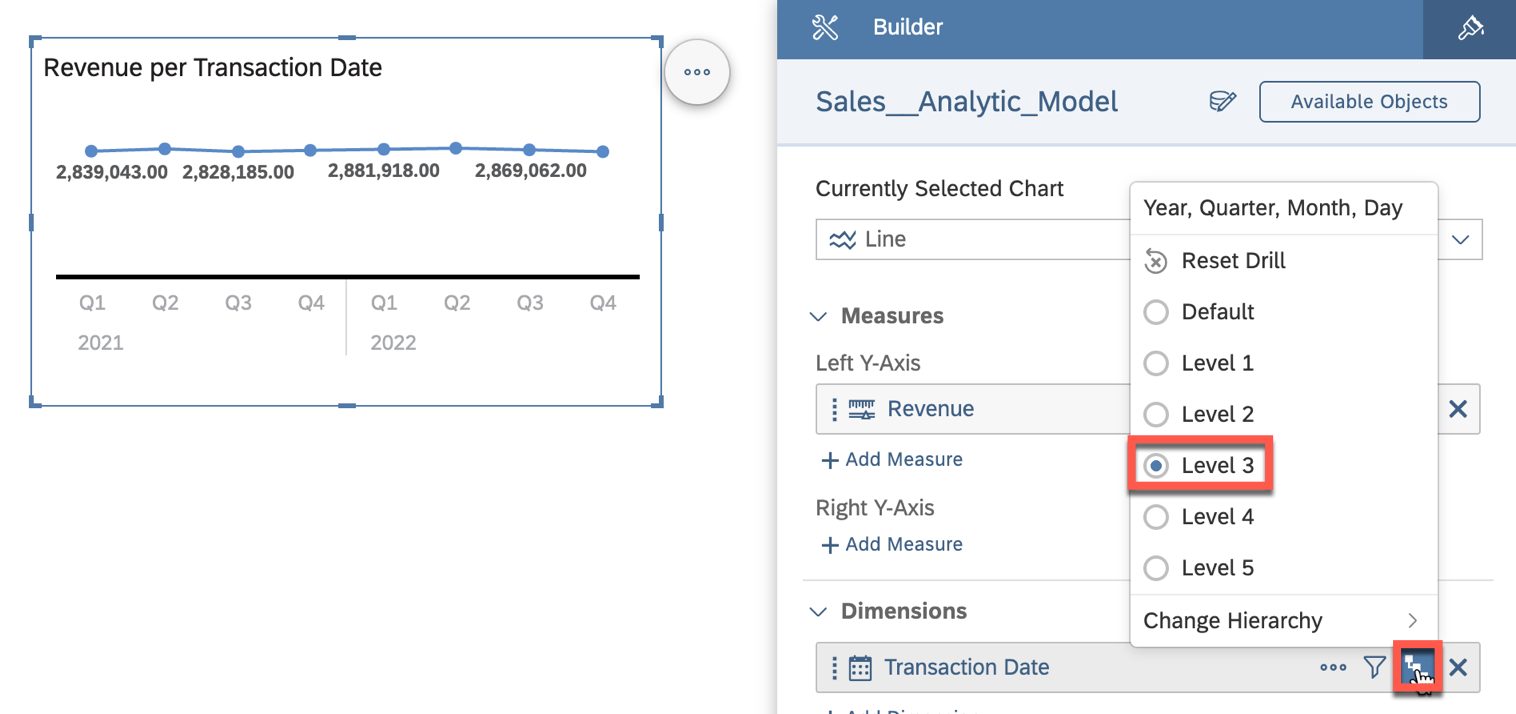 Revenue per Transaction Date
2,839,043.00 2,828,185.00 2,881,918.00 2,869,062.00
Q1 Q2 Q3 Q4 Q1 Q2 Q3 Q4
2021 2022
Builder
Sales__Analytic_Model
Available Objects
Currently Selected Chart
Line
Measures
Left Y-Axis
Revenue
Add Measure
Right Y-Axis
Add Measure
Dimensions
Transaction Date
Year, Quarter, Month, Day
Reset Drill
Default
Level 1
Level 2
Level 3
Level 4
Level 5
Change Hierarchy